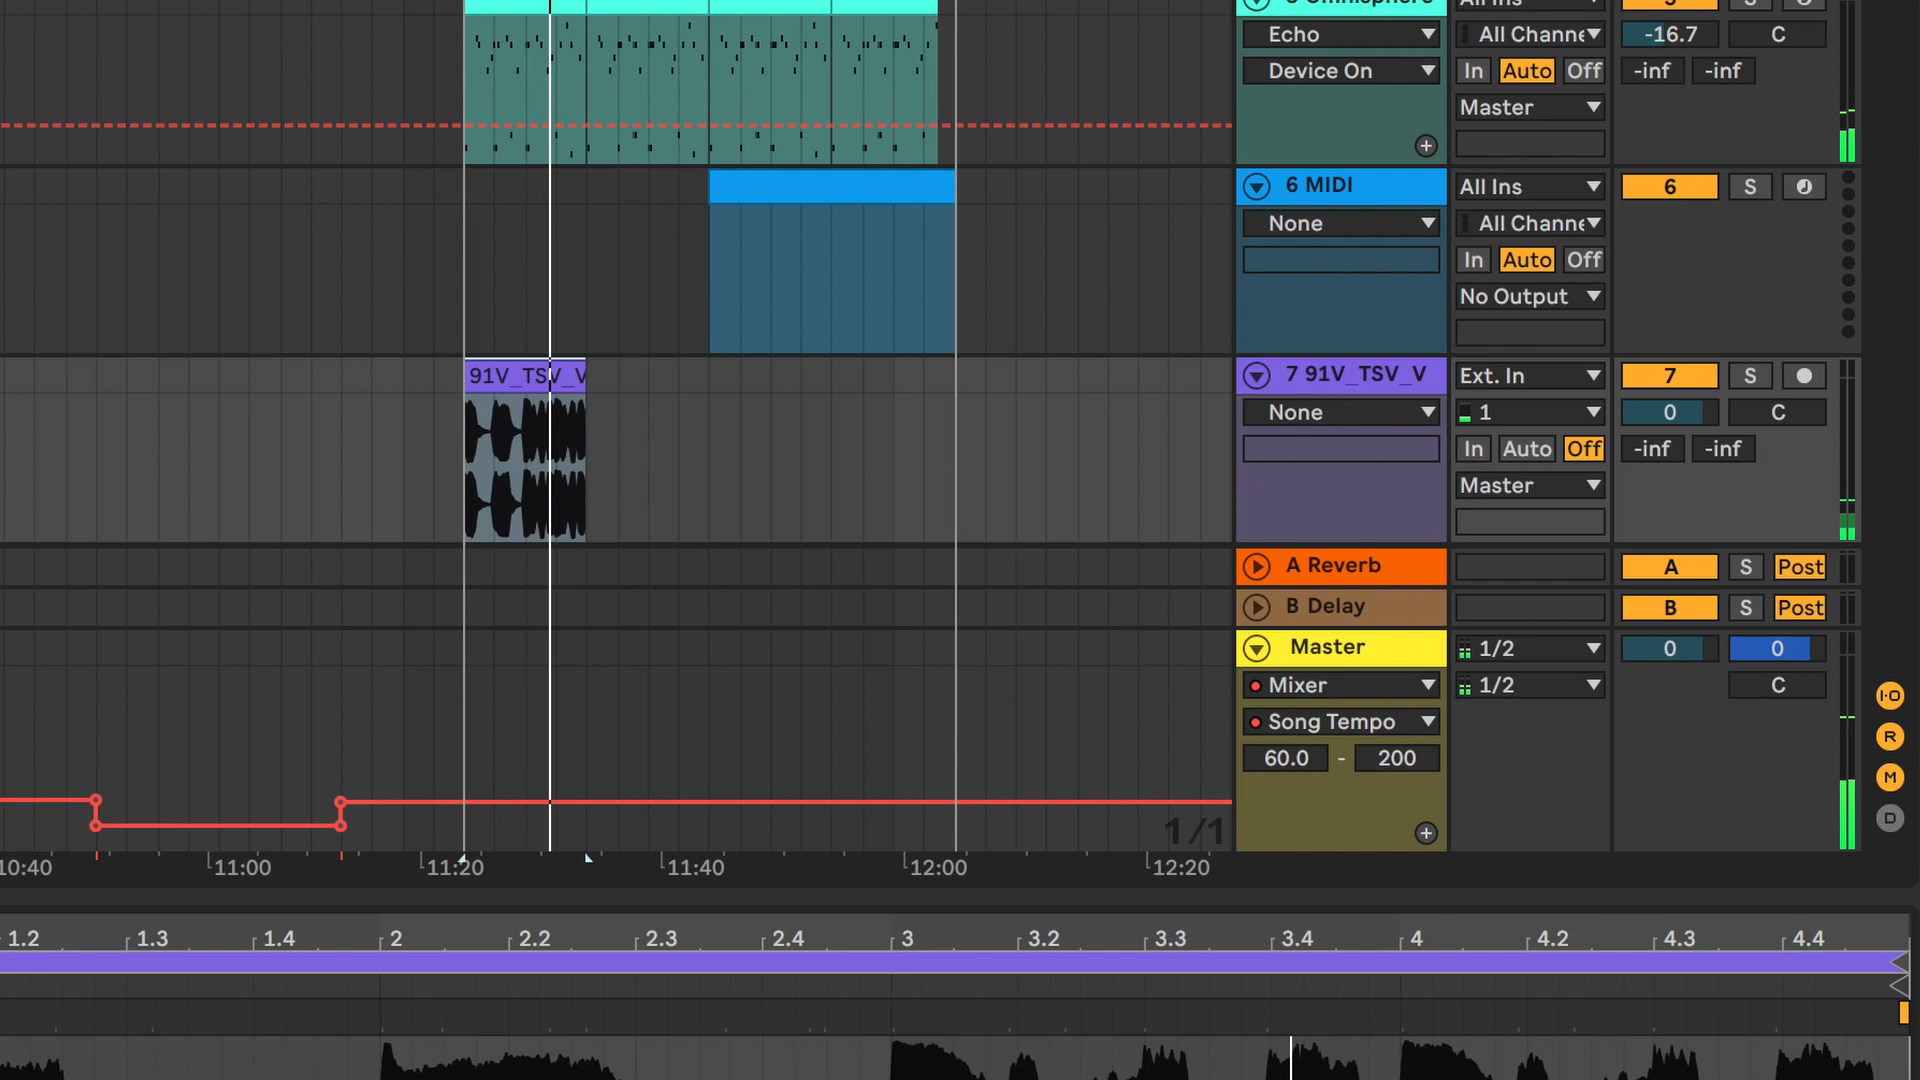 5 Omnisphere All Ins 5 S
Echo All Channe -16.7 C
Device On In Auto Off -inf -inf
Master
6 MIDI All Ins 6 S
None All Channe
In Auto Off
No Output
91V_TSV_V 7 91V_TSV_V Ext. In 7 S
None 1 0 C
In Auto Off -inf -inf
Master
A Reverb A S Post
B Delay B S Post
Master 1/2 0 0
Mixer 1/2 C
Song Tempo
60.0 - 200
I·O
R
M
D
1/1
10:40 11:00 11:20 11:40 12:00 12:20
1.2 1.3 1.4 2 2.2 2.3 2.4 3 3.2 3.3 3.4 4 4.2 4.3 4.4